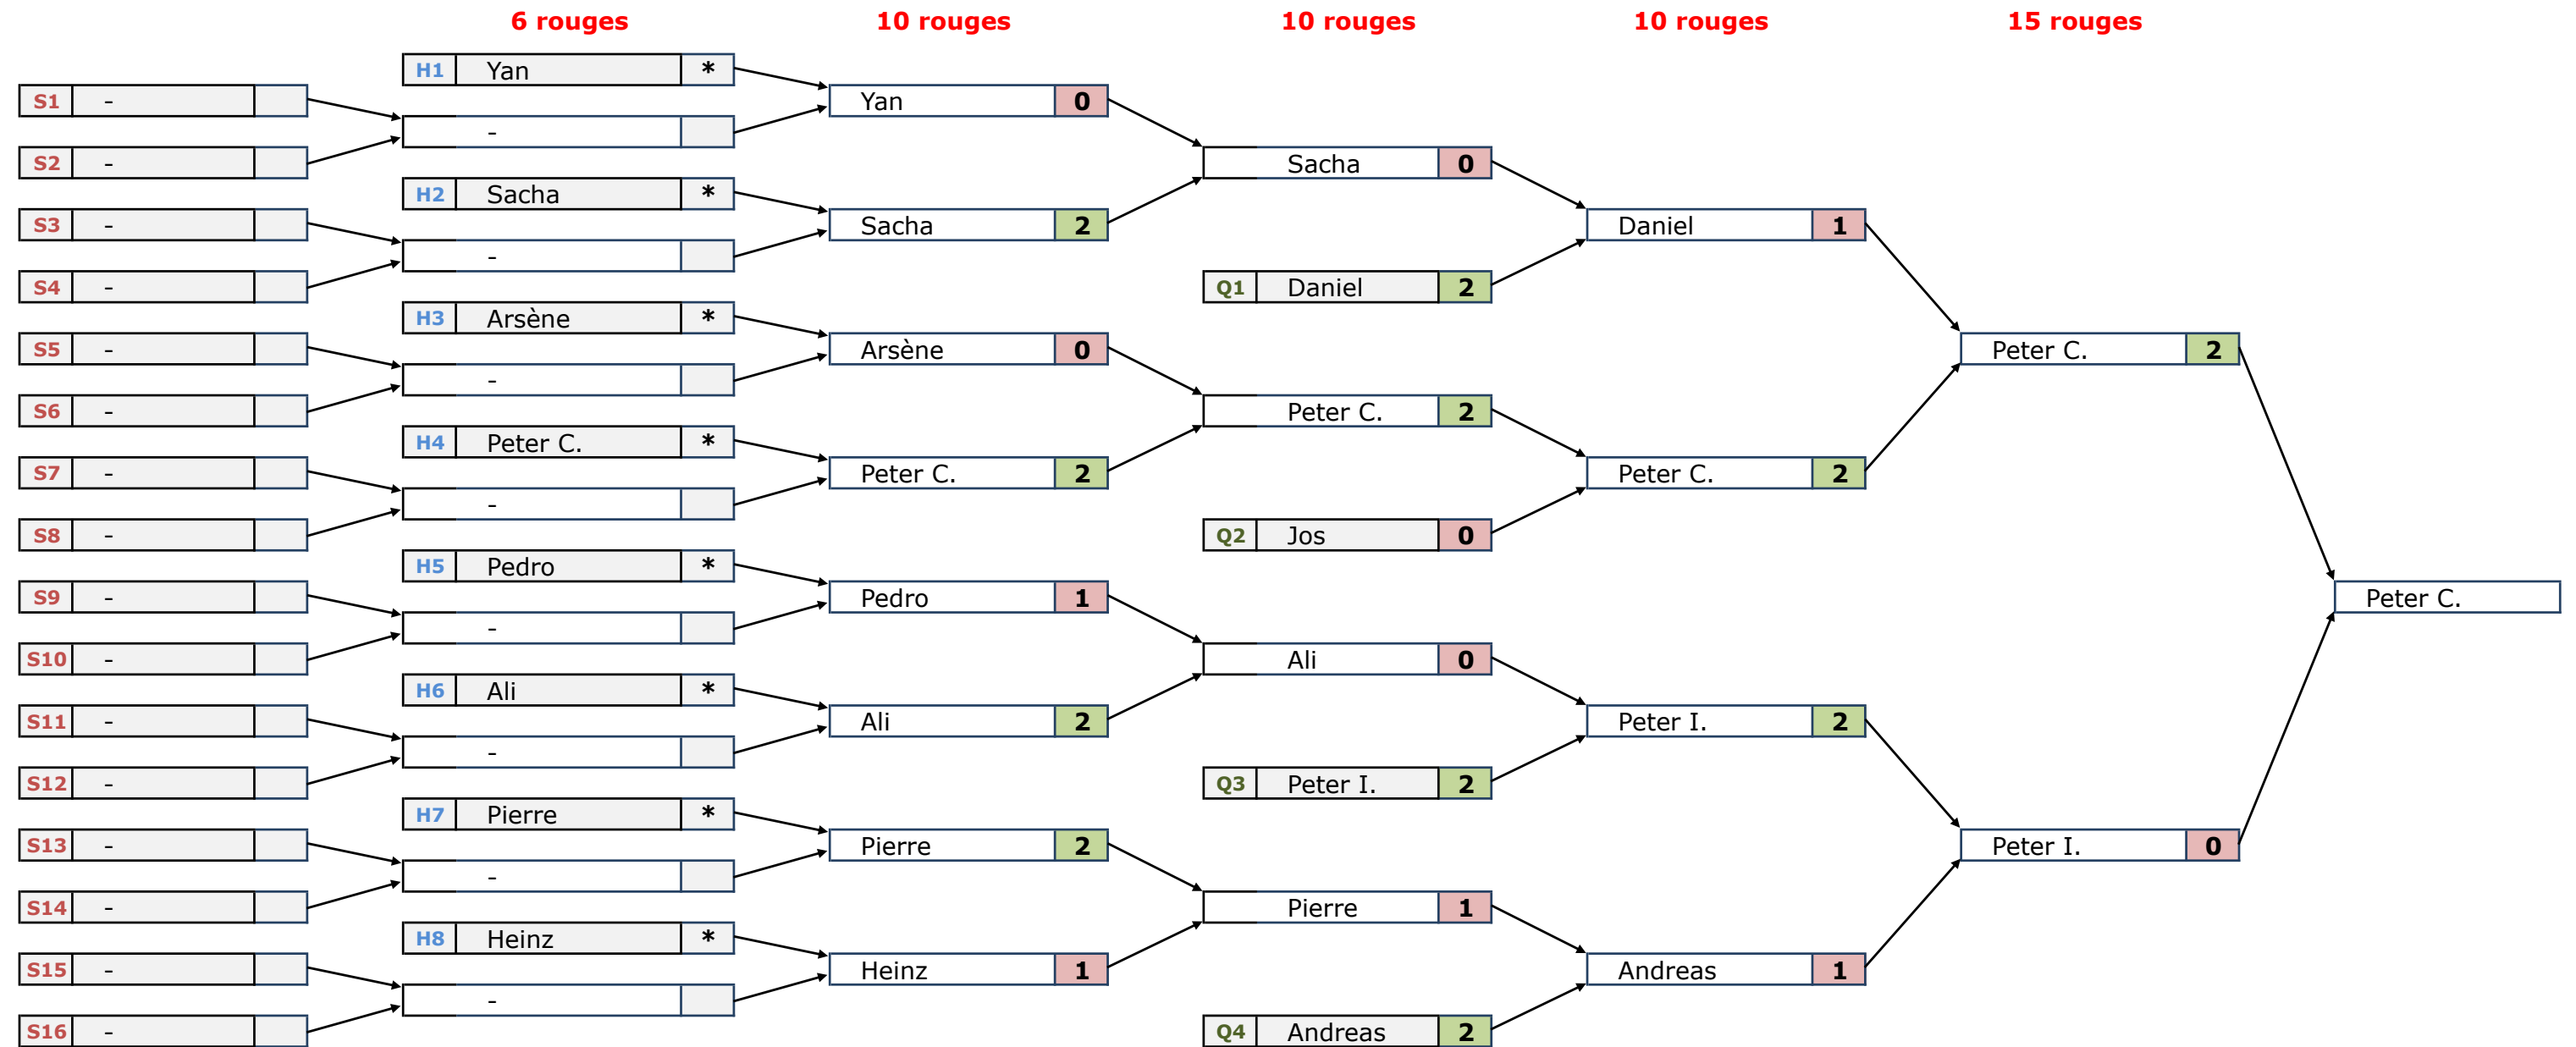 6 rouges 10 rouges 10 rouges 10 rouges 15 rouges
H1 Yan *
S1 - Yan 0
-
S2 - Sacha 0
H2 Sacha *
S3 - Sacha 2 Daniel 1
-
S4 - Q1 Daniel 2
H3 Arsène *
S5 - Arsène 0 Peter C. 2
-
S6 - Peter C. 2
H4 Peter C. *
S7 - Peter C. 2 Peter C. 2
-
S8 - Q2 Jos 0
H5 Pedro *
S9 - Pedro 1 Peter C.
-
S10 - Ali 0
H6 Ali *
S11 - Ali 2 Peter I. 2
-
S12 - Q3 Peter I. 2
H7 Pierre *
S13 - Pierre 2 Peter I. 0
-
S14 - Pierre 1
H8 Heinz *
S15 - Heinz 1 Andreas 1
-
S16 - Q4 Andreas 2